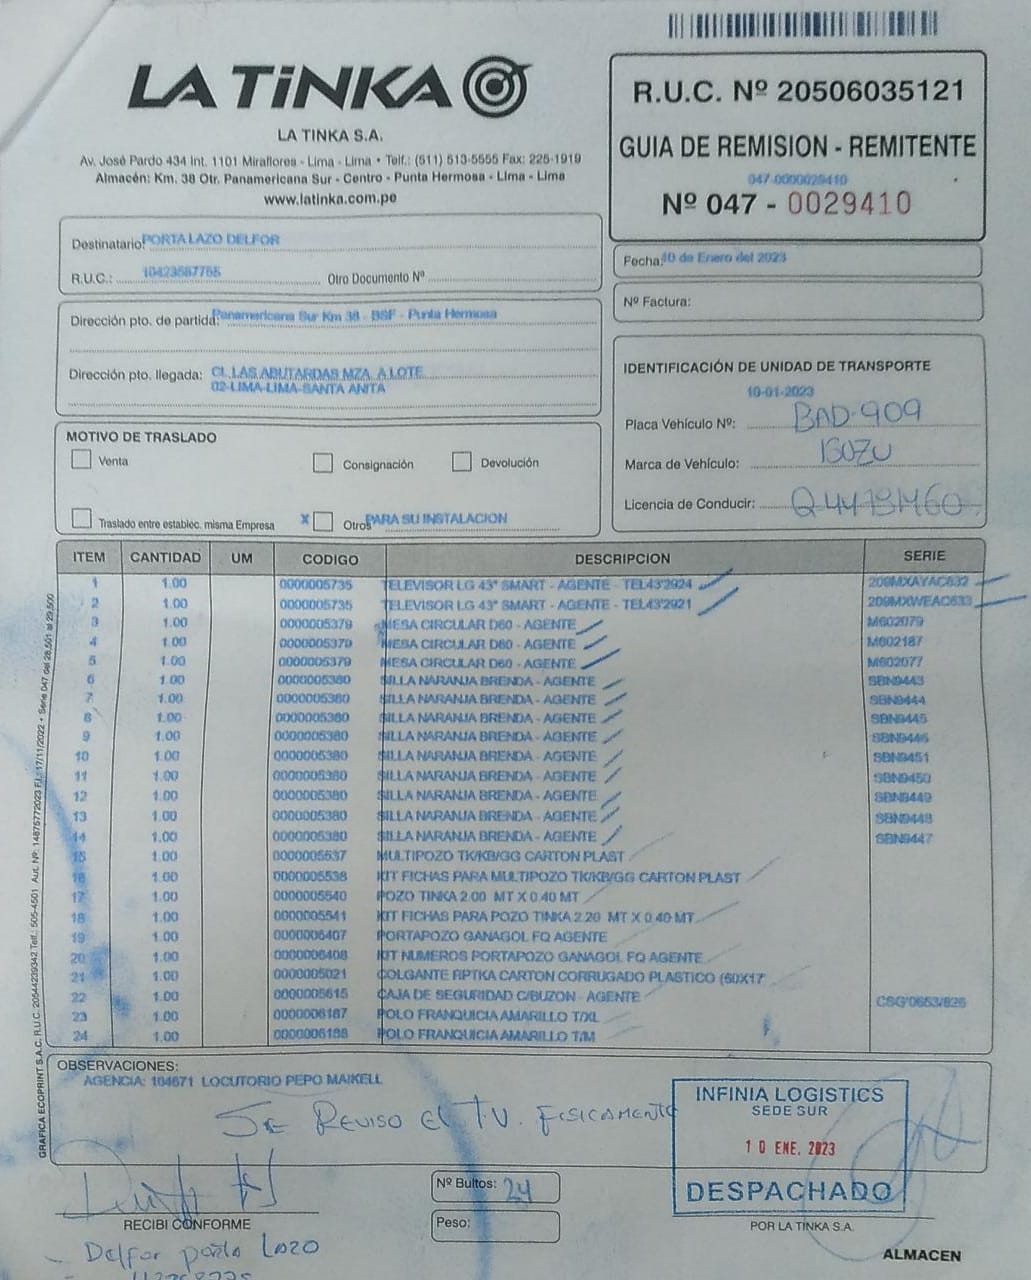 LA TiNKA
LA TINKA S.A.
Av. José Pardo 434 Int. 1101 Miraflores - Lima - Lima • Telf.: (511) 513-5555 Fax: 225-1919
Almacén: Km. 38 Otr. Panamericana Sur - Centro - Punta Hermosa - Lima - Lima
www.latinka.com.pe
R.U.C. Nº 20506035121
GUIA DE REMISION - REMITENTE
047-0000029410
Nº 047 - 0029410
Destinatario: PORTA LAZO DELFOR
R.U.C.: Otro Documento Nº
Fecha: 10 de Enero del 2023
Nº Factura:
Dirección pto. de partida: Panamericana Sur Km 38 - BSF - Punta Hermosa
Dirección pto. llegada: CL LAS ABUTARDAS MZA. A LOTE
02-LIMA-LIMA-SANTA ANITA
IDENTIFICACIÓN DE UNIDAD DE TRANSPORTE
10-01-2023
Placa Vehículo Nº: BAD-909
Marca de Vehículo: ISUZU
Licencia de Conducir:
MOTIVO DE TRASLADO
Venta Consignación Devolución
Traslado entre establec. misma Empresa X Otros PARA SU INSTALACION
ITEM CANTIDAD UM CODIGO DESCRIPCION SERIE
1 1.00 0000005735 TELEVISOR LG 43" SMART - AGENTE - TEL43'2924 209MXAYAC632
2 1.00 0000005735 TELEVISOR LG 43" SMART - AGENTE - TEL43'2921 209MXWEAC633
3 1.00 0000005379 MESA CIRCULAR D60 - AGENTE M602079
4 1.00 0000005379 MESA CIRCULAR D60 - AGENTE M602187
5 1.00 0000005379 MESA CIRCULAR D60 - AGENTE M602077
6 1.00 0000005380 SILLA NARANJA BRENDA - AGENTE SBN9443
7 1.00 0000005380 SILLA NARANJA BRENDA - AGENTE SBN9444
8 1.00 0000005380 SILLA NARANJA BRENDA - AGENTE SBN9445
9 1.00 0000005380 SILLA NARANJA BRENDA - AGENTE SBN9446
10 1.00 0000005380 SILLA NARANJA BRENDA - AGENTE SBN9451
11 1.00 0000005380 SILLA NARANJA BRENDA - AGENTE SBN9450
12 1.00 0000005380 SILLA NARANJA BRENDA - AGENTE SBN9449
13 1.00 0000005380 SILLA NARANJA BRENDA - AGENTE SBN9448
14 1.00 0000005380 SILLA NARANJA BRENDA - AGENTE SBN9447
15 1.00 0000005537 MULTIPOZO TK/KB/GG CARTON PLAST
16 1.00 0000005538 KIT FICHAS PARA MULTIPOZO TK/KB/GG CARTON PLAST
17 1.00 0000005540 POZO TINKA 2.00 MT X 0.40 MT
18 1.00 0000005541 KIT FICHAS PARA POZO TINKA 2.20 MT X 0.40 MT
19 1.00 0000006407 PORTAPOZO GANAGOL FQ AGENTE
20 1.00 0000006408 KIT NUMEROS PORTAPOZO GANAGOL FQ AGENTE
21 1.00 0000005021 COLGANTE RPTKA CARTON CORRUGADO PLASTICO (60X17
22 1.00 0000005615 CAJA DE SEGURIDAD C/BUZON - AGENTE CSG'0653/826
23 1.00 0000006187 POLO FRANQUICIA AMARILLO T/XL
24 1.00 0000006188 POLO FRANQUICIA AMARILLO T/M
GRAFICA ECOPRINT S.A.C. R.U.C. 20544239342 Telf.: 505-4501 Aut. Nº: 14875772023 F.I.: 17/11/2022 • Serie 047 del 28,501 al 29,500
OBSERVACIONES:
AGENCIA: 104671 LOCUTORIO PEPO MAIKELL
SE REVISO EL TV. FISICAMENTE
INFINIA LOGISTICS
SEDE SUR
10 ENE. 2023
DESPACHADO
Nº Bultos: 24
Peso:
RECIBI CONFORME
POR LA TINKA S.A.
Delfor porta Lazo
ALMACEN